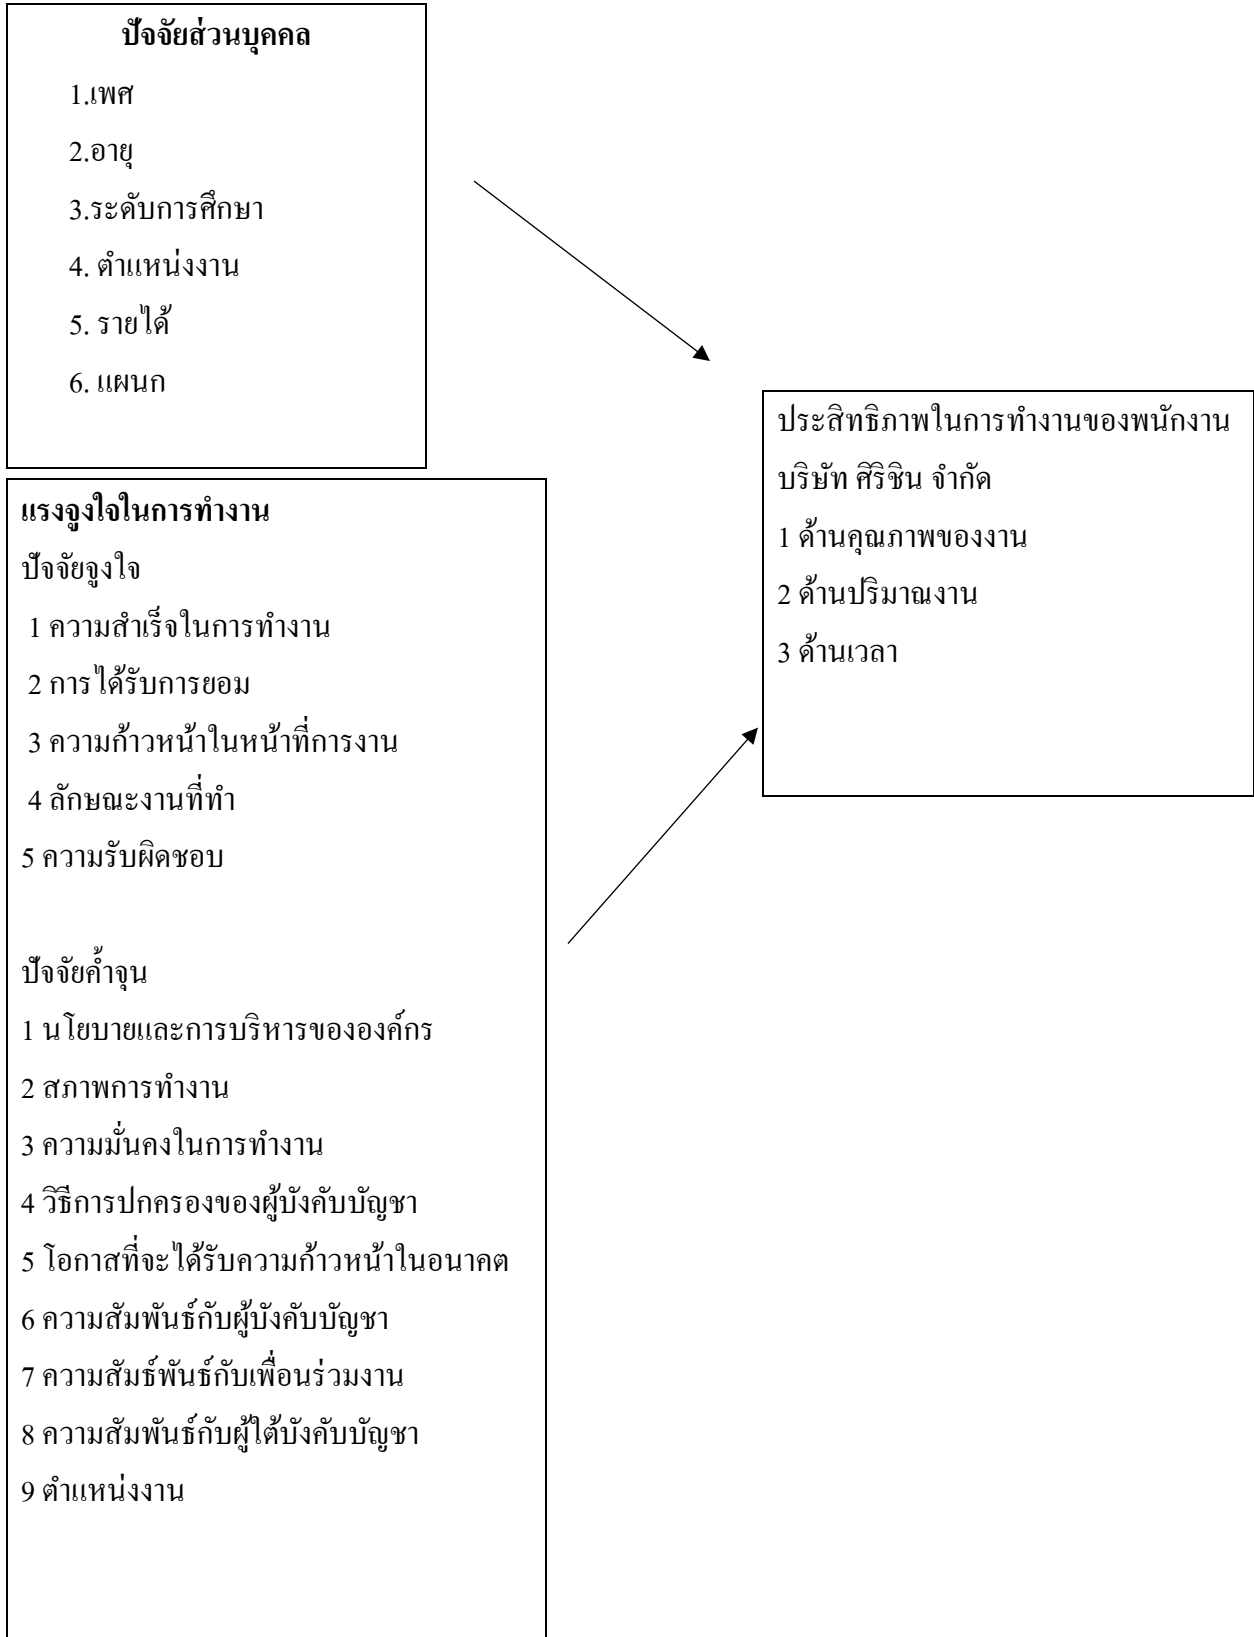 ปัจจัยส่วนบุคคล
1.เพศ
2.อายุ
3.ระดับการศึกษา
4. ตำแหน่งงาน
5. รายได้
6. แผนก
แรงจูงใจในการทำงาน
ปัจจัยจูงใจ
1 ความสำเร็จในการทำงาน
2 การได้รับการยอม
3 ความก้าวหน้าในหน้าที่การงาน
4 ลักษณะงานที่ทำ
5 ความรับผิดชอบ
ปัจจัยค้ำจุน
1 นโยบายและการบริหารขององค์กร
2 สภาพการทำงาน
3 ความมั่นคงในการทำงาน
4 วิธีการปกครองของผู้บังคับบัญชา
5 โอกาสที่จะได้รับความก้าวหน้าในอนาคต
6 ความสัมพันธ์กับผู้บังคับบัญชา
7 ความสัมธ์พันธ์กับเพื่อนร่วมงาน
8 ความสัมพันธ์กับผู้ใต้บังคับบัญชา
9 ตำแหน่งงาน
ประสิทธิภาพในการทำงานของพนักงาน
บริษัท ศิริชิน จำกัด
1 ด้านคุณภาพของงาน
2 ด้านปริมาณงาน
3 ด้านเวลา